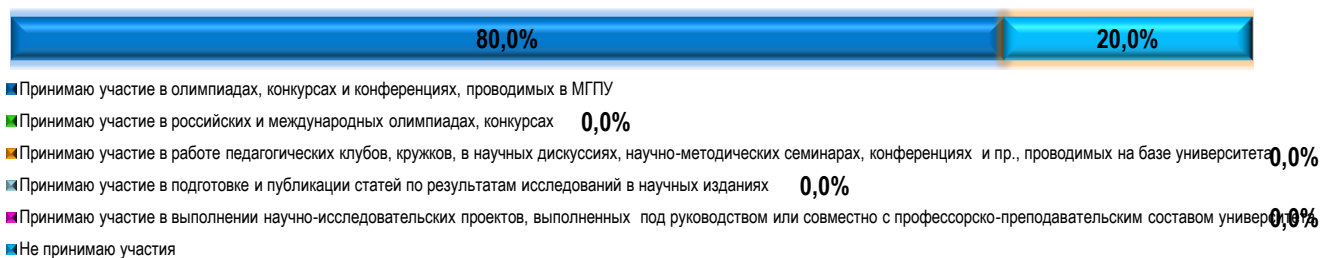 80,0% 20,0%
Принимаю участие в олимпиадах, конкурсах и конференциях, проводимых в МГПУ
Принимаю участие в российских и международных олимпиадах, конкурсах 0,0%
Принимаю участие в работе педагогических клубов, кружков, в научных дискуссиях, научно-методических семинарах, конференциях и пр., проводимых на базе университета 0,0%
Принимаю участие в подготовке и публикации статей по результатам исследований в научных изданиях 0,0%
Принимаю участие в выполнении научно-исследовательских проектов, выполненных под руководством или совместно с профессорско-преподавательским составом университета 0,0%
Не принимаю участия